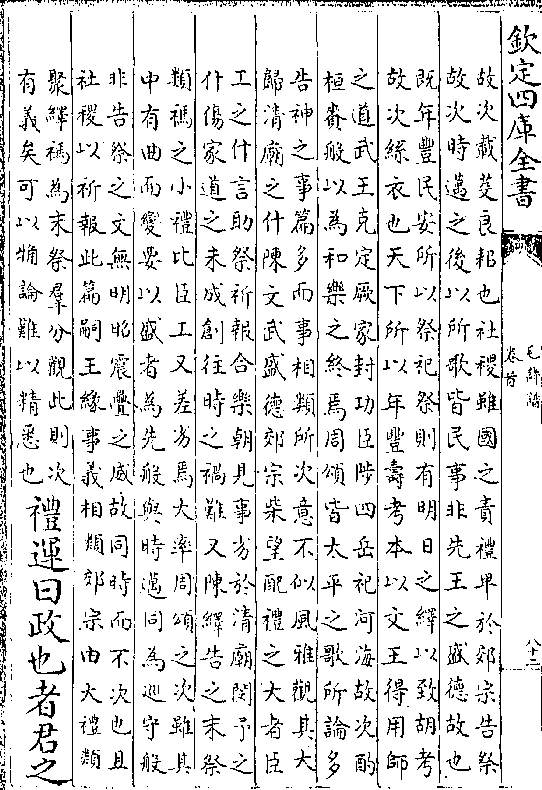 欽定四庫全書
毛詩譜
卷首
八十三
故次載芟良耜也社稷雖國之貴禮卑於郊宗告祭
故次時邁之後以所歌皆民事非先王之盛德故也
既年豐民安所以祭祀祭則有明日之繹以致胡考
故次絲衣也天下所以年豐壽考本以文王得用師
之道武王克定厥家封功臣陟四岳祀河海故次酌
桓賚般以為和樂之終焉周頌皆太平之歌所論多
告神之事篇多而事相類所次意不似風雅觀其大
歸清廟之什陳文武盛德郊宗柴望配禮之大者臣
工之什言助祭祈報合樂朝見事劣於清廟閔予之
什傷家道之未成創往時之禍難又陳繹告之末祭
類禡之小禮比臣工又差劣焉大率周頌之次雖其
中有曲而變要以盛者為先般與時邁同為巡守般
非告祭之文無明昭震疊之威故同時而不次也且
社稷以祈報此篇嗣王緣事義相類郊宗由大禮類
聚繹禡為末祭羣分觀此則次
有義矣可以觕論難以精悉也禮運曰政也者君之